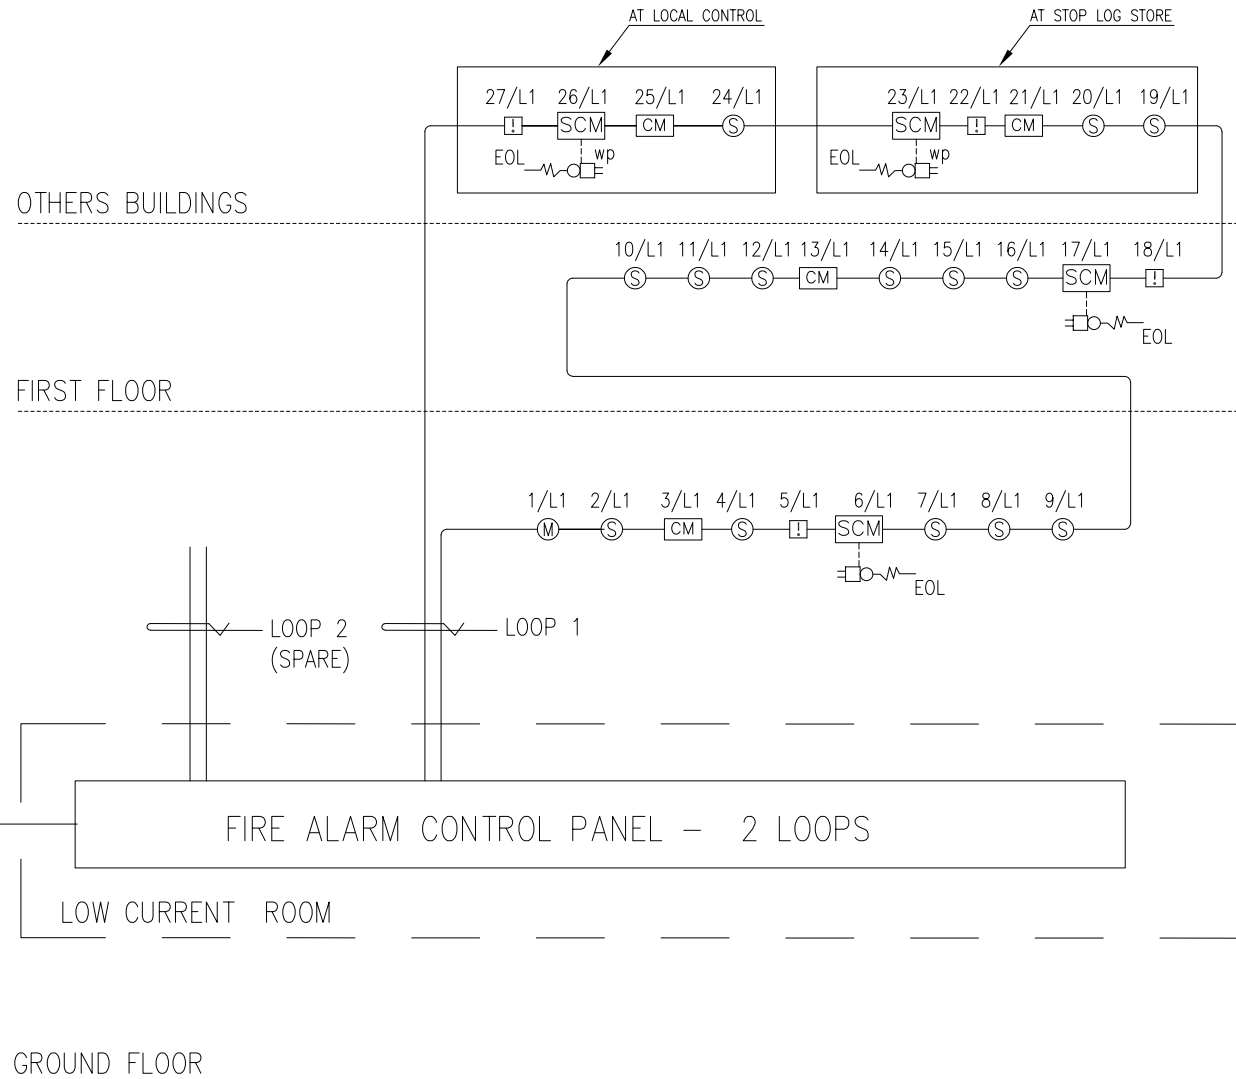 AT LOCAL CONTROL
AT STOP LOG STORE
27/L1 26/L1 25/L1 24/L1
23/L1 22/L1 21/L1 20/L1 19/L1
! SCM CM S
SCM ! CM S S
EOL wp
EOL wp
OTHERS BUILDINGS
10/L1 11/L1 12/L1 13/L1 14/L1 15/L1 16/L1 17/L1 18/L1
S S S CM S S S SCM !
EOL
FIRST FLOOR
1/L1 2/L1 3/L1 4/L1 5/L1 6/L1 7/L1 8/L1 9/L1
M S CM S ! SCM S S S
EOL
LOOP 2
(SPARE)
LOOP 1
FIRE ALARM CONTROL PANEL - 2 LOOPS
LOW CURRENT ROOM
GROUND FLOOR